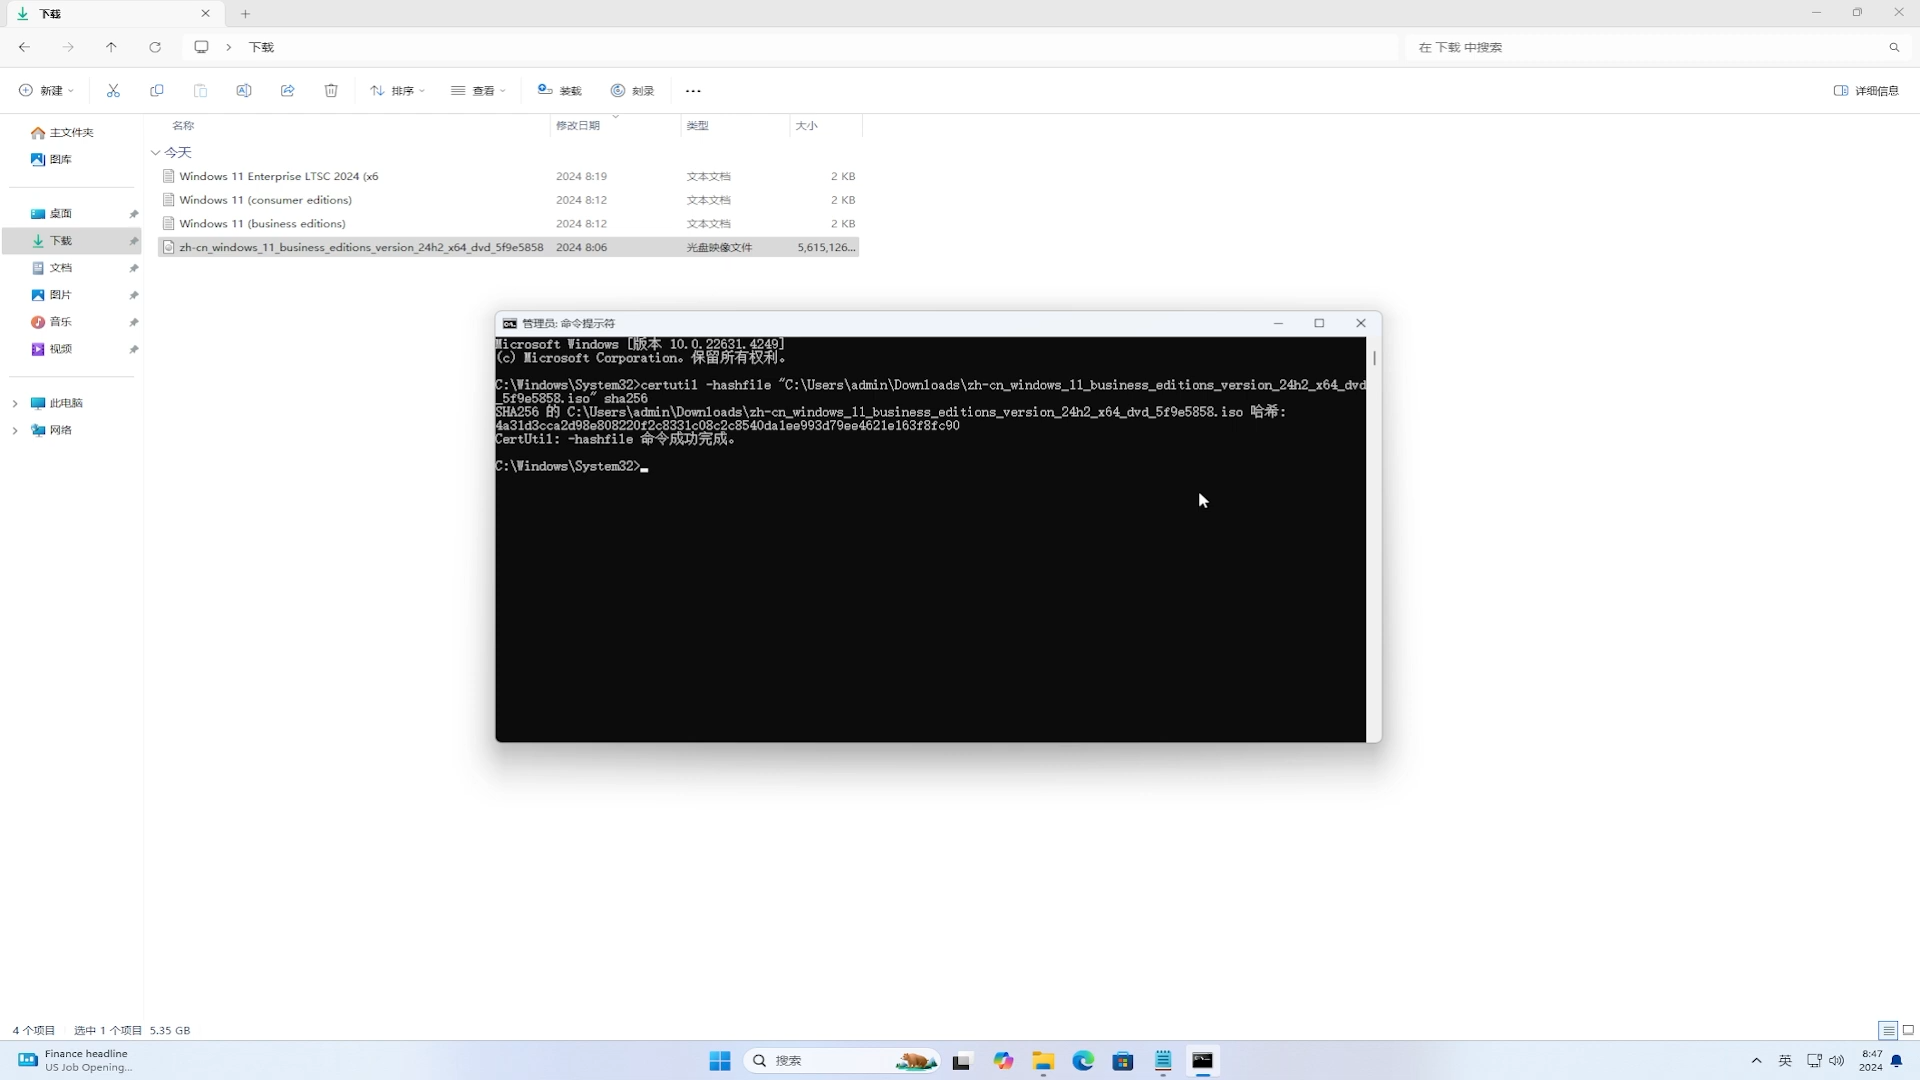 下载
下载
在 下载 中搜索
新建
排序
查看
装载
刻录
详细信息
主文件夹
图库
桌面
下载
文档
图片
音乐
视频
此电脑
网络
名称 修改日期 类型 大小
今天
Windows 11 Enterprise LTSC 2024 (x6 2024 8:19 文本文档 2 KB
Windows 11 (consumer editions) 2024 8:12 文本文档 2 KB
Windows 11 (business editions) 2024 8:12 文本文档 2 KB
zh-cn_windows_11_business_editions_version_24h2_x64_dvd_5f9e5858 2024 8:06 光盘映像文件 5,615,126...
管理员: 命令提示符
Microsoft Windows [版本 10.0.22631.4249]
(c) Microsoft Corporation。保留所有权利。
C:\Windows\System32>certutil -hashfile "C:\Users\admin\Downloads\zh-cn_windows_11_business_editions_version_24h2_x64_dvd
_5f9e5858.iso" sha256
SHA256 的 C:\Users\admin\Downloads\zh-cn_windows_11_business_editions_version_24h2_x64_dvd_5f9e5858.iso 哈希:
4a31d3cca2d98e808220f2c8331c08c2c8540da1ee993d79ee4621e163f8fc90
CertUtil: -hashfile 命令成功完成。
C:\Windows\System32>_
4 个项目 选中 1 个项目 5.35 GB
Finance headline
US Job Opening...
搜索
英
8:47
2024